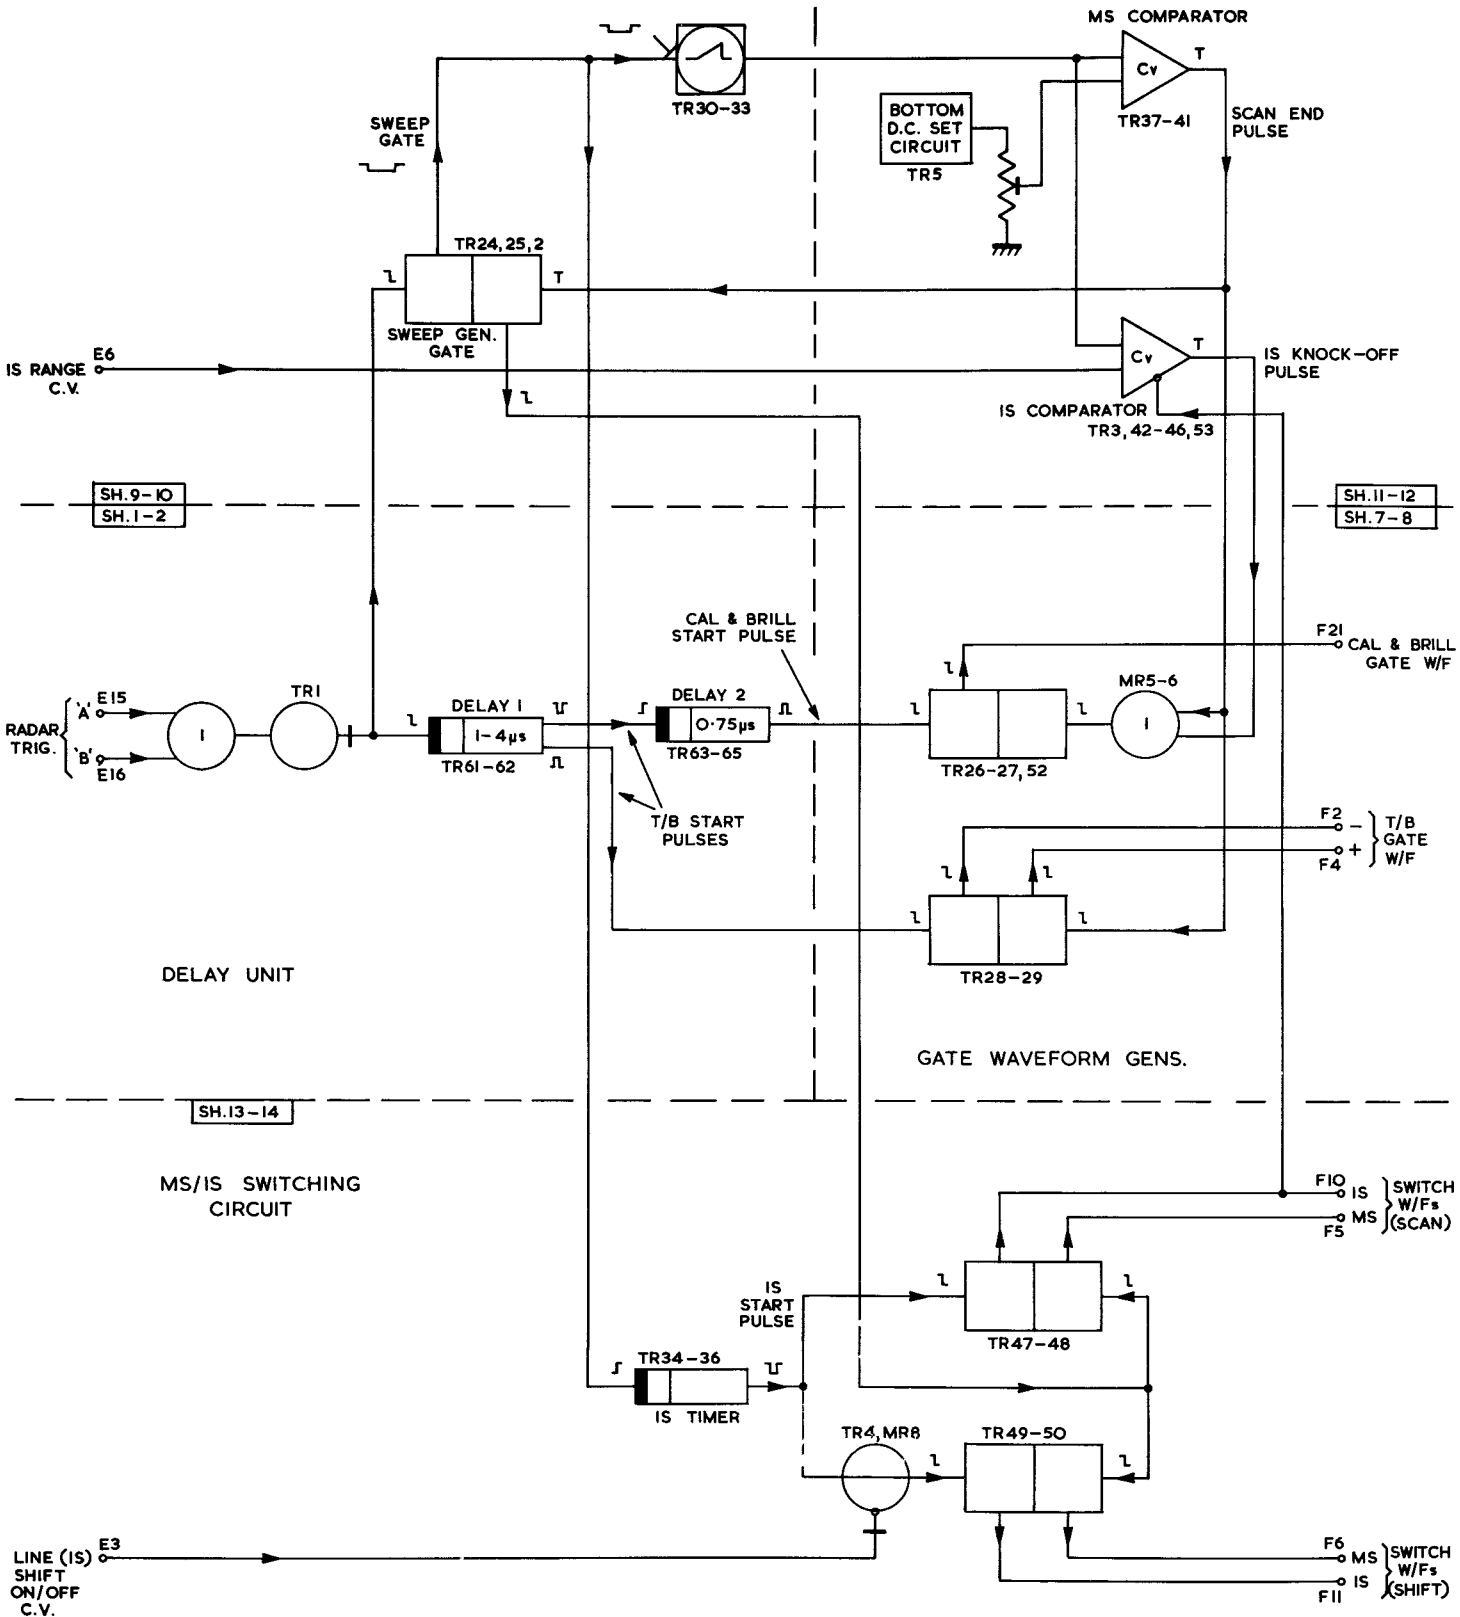 MS COMPARATOR
Cv
T
TR37-41
TR30-33
BOTTOM
D.C. SET
CIRCUIT
TR5
SCAN END
PULSE
SWEEP
GATE
TR24,25,2
T
SWEEP GEN.
GATE
E6
IS RANGE
C.V.
Cv
T
IS KNOCK-OFF
PULSE
IS COMPARATOR
TR3,42-46,53
SH.9-10
SH.1-2
SH.11-12
SH.7-8
CAL & BRILL
START PULSE
F21
CAL & BRILL
GATE W/F
RADAR
TRIG.
'A'
E15
'B'
E16
1
TR1
DELAY 1
1-4μs
TR61-62
DELAY 2
0·75μs
TR63-65
TR26-27,52
MR5-6
1
T/B START
PULSES
F2
-
+
F4
T/B
GATE
W/F
TR28-29
DELAY UNIT
GATE WAVEFORM GENS.
SH.13-14
MS/IS SWITCHING
CIRCUIT
F10
IS
MS
F5
SWITCH
W/Fs
(SCAN)
IS
START
PULSE
TR47-48
TR34-36
IS TIMER
TR4,MR8
TR49-50
E3
LINE (IS)
SHIFT
ON/OFF
C.V.
F6
MS
IS
F11
SWITCH
W/Fs
(SHIFT)